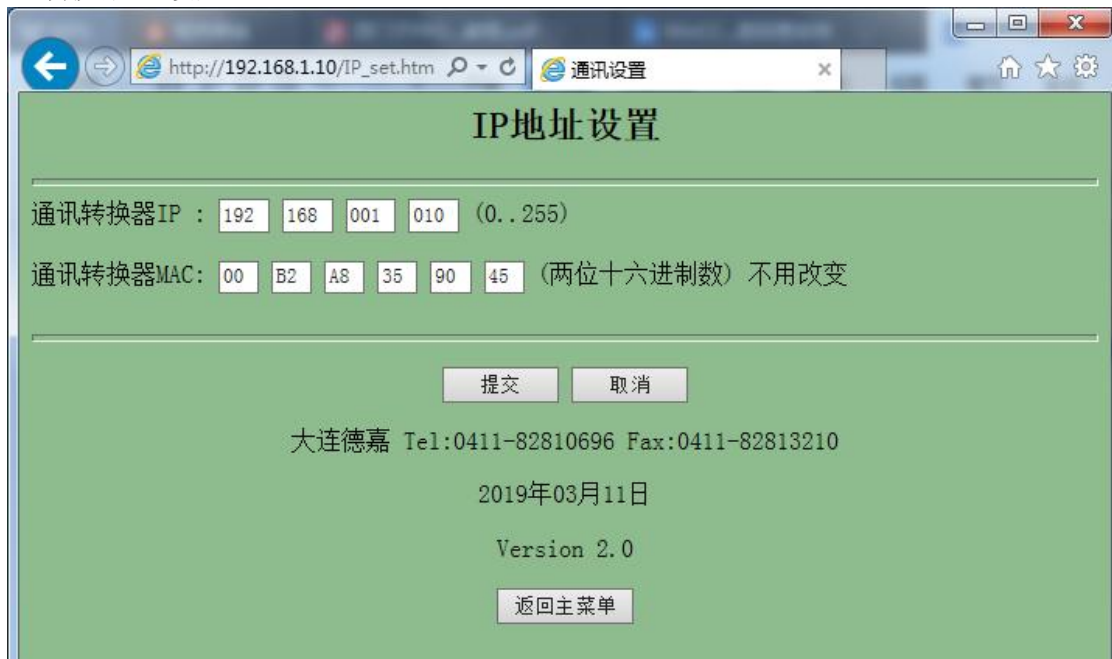 http://192.168.1.10/IP_set.htm
通讯设置
IP地址设置
通讯转换器IP : 192 168 001 010 (0..255)
通讯转换器MAC: 00 B2 A8 35 90 45 (两位十六进制数) 不用改变
提交 取消
大连德嘉 Tel:0411-82810696 Fax:0411-82813210
2019年03月11日
Version 2.0
返回主菜单